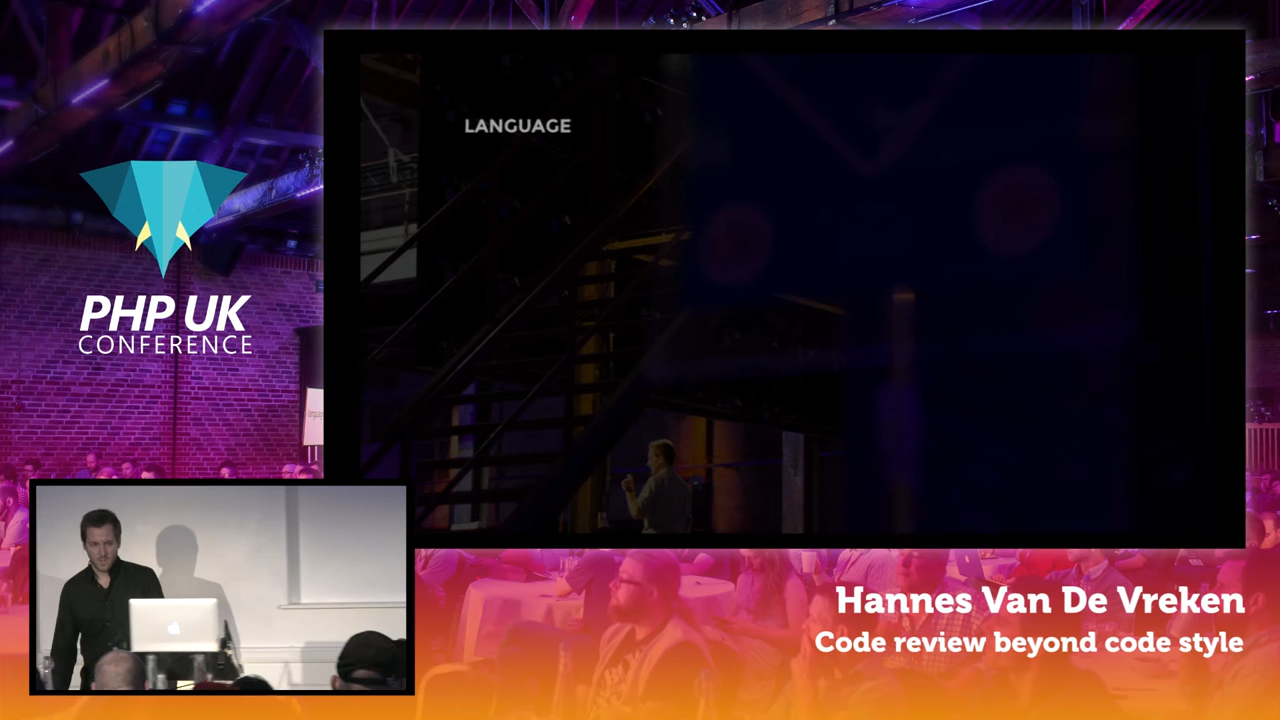 LANGUAGE
PHP UK
CONFERENCE
Hannes Van De Vreken
Code review beyond code style